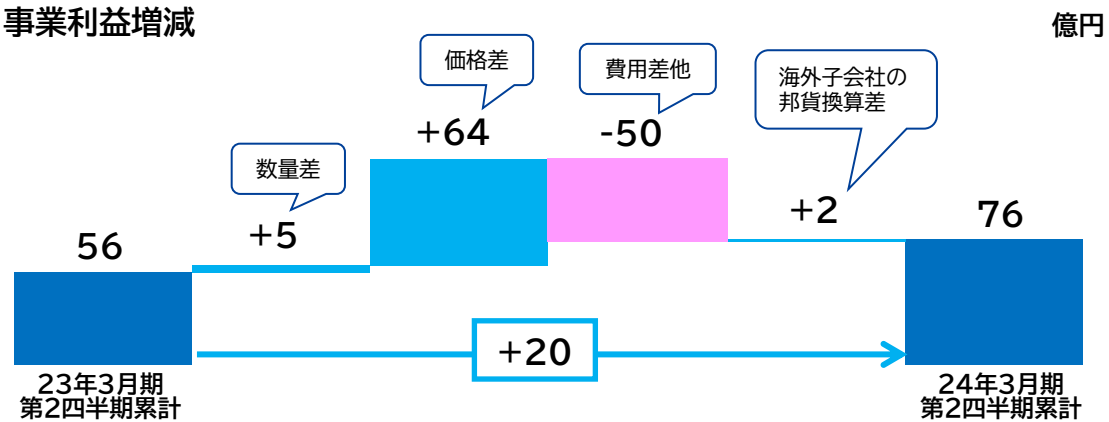 事業利益増減
億円
価格差
費用差他
海外子会社の
邦貨換算差
+64
-50
数量差
+5
+2
56
76
+20
23年3月期
第2四半期累計
24年3月期
第2四半期累計